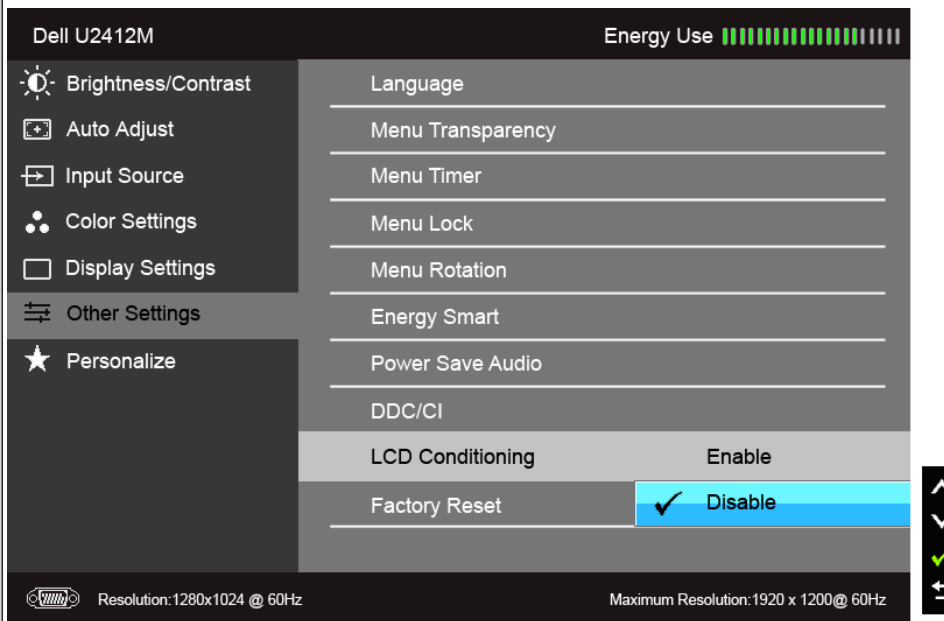 Dell U2412M Energy Use
Brightness/Contrast
Auto Adjust
Input Source
Color Settings
Display Settings
Other Settings
Personalize
Language
Menu Transparency
Menu Timer
Menu Lock
Menu Rotation
Energy Smart
Power Save Audio
DDC/CI
LCD Conditioning Enable
Factory Reset Disable
Resolution:1280x1024 @ 60Hz Maximum Resolution:1920 x 1200@ 60Hz